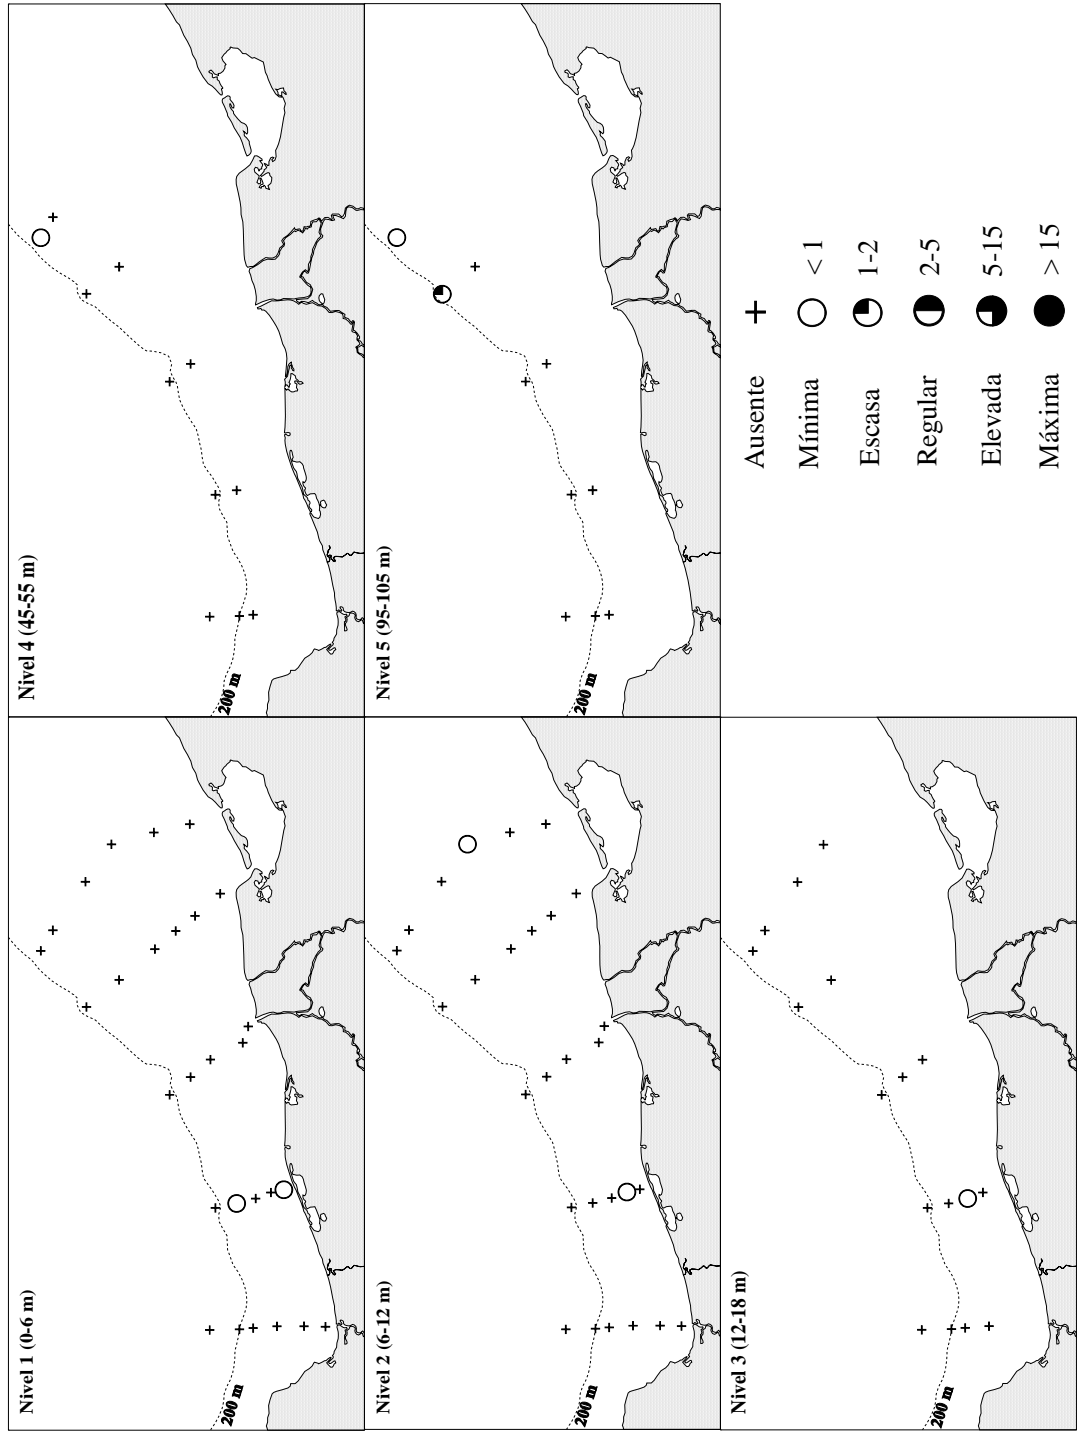 Nivel 1 (0-6 m)
200 m
Nivel 2 (6-12 m)
200 m
Nivel 3 (12-18 m)
200 m
Nivel 4 (45-55 m)
200 m
Nivel 5 (95-105 m)
200 m
Ausente +
Mínima < 1
Escasa 1-2
Regular 2-5
Elevada 5-15
Máxima > 15